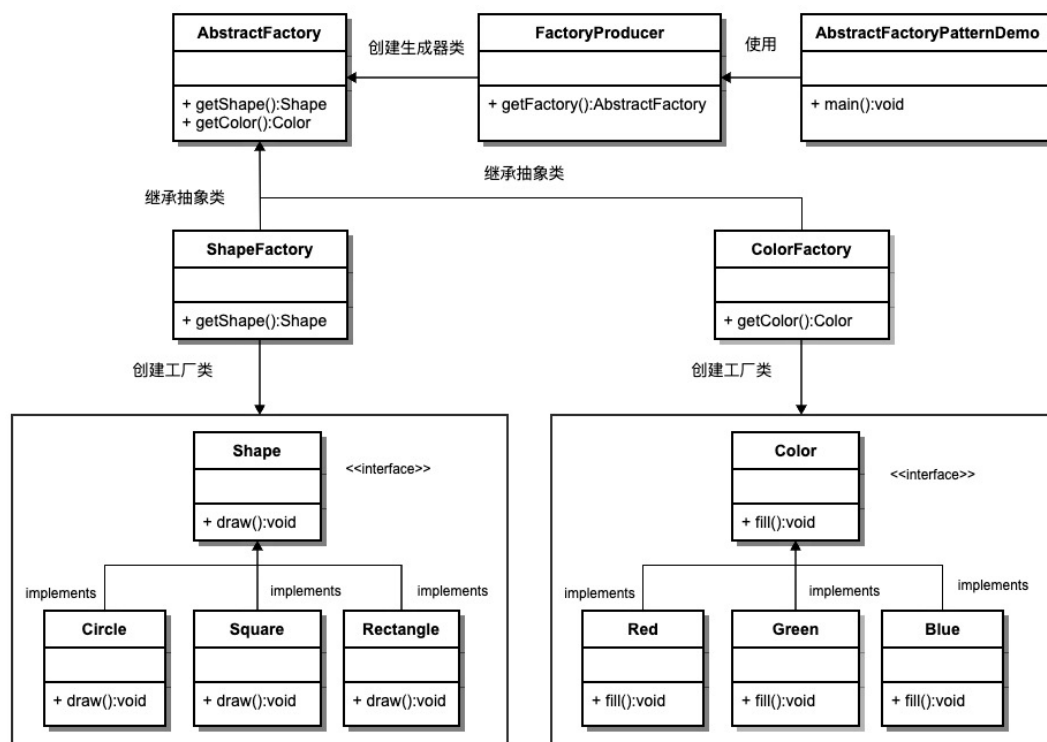 AbstractFactory
+ getShape():Shape
+ getColor():Color
创建生成器类
FactoryProducer
+ getFactory():AbstractFactory
使用
AbstractFactoryPatternDemo
+ main():void
继承抽象类
继承抽象类
ShapeFactory
+ getShape():Shape
ColorFactory
+ getColor():Color
创建工厂类
创建工厂类
Shape
<<interface>>
+ draw():void
implements
implements
implements
Circle
+ draw():void
Square
+ draw():void
Rectangle
+ draw():void
Color
<<interface>>
+ fill():void
implements
implements
implements
Red
+ fill():void
Green
+ fill():void
Blue
+ fill():void